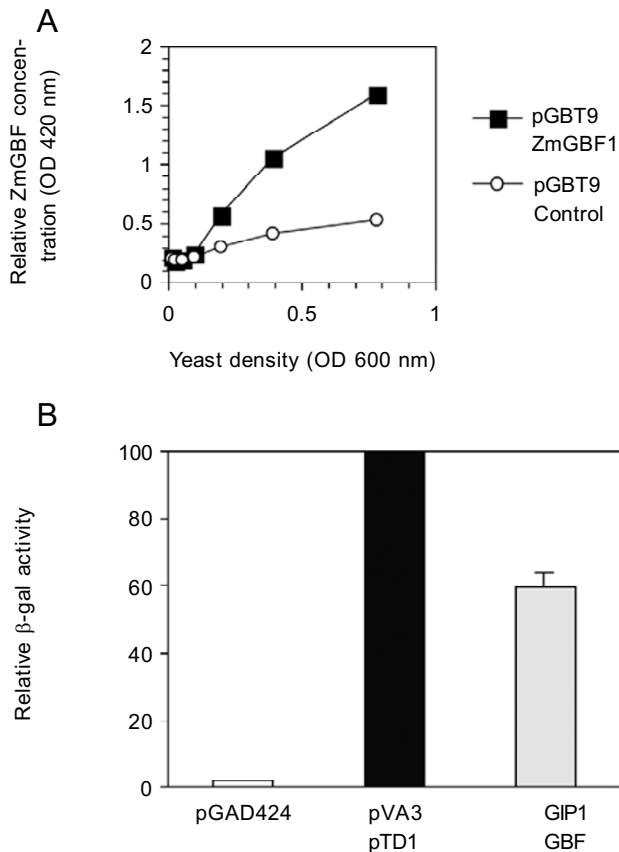 A
Relative ZmGBF concen-
tration (OD 420 nm)
2
1.5
1
0.5
0
0
0.5
1
Yeast density (OD 600 nm)
pGBT9
ZmGBF1
pGBT9
Control
B
Relative β-gal activity
100
80
60
40
20
0
pGAD424
pVA3
pTD1
GIP1
GBF